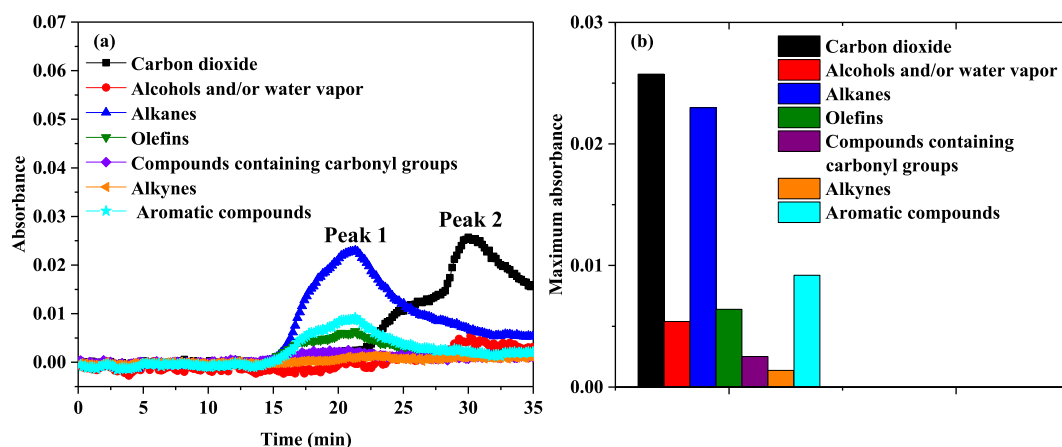 (a)
0.07
0.06
0.05
0.04
0.03
0.02
0.01
0.00
Absorbance
Carbon dioxide
Alcohols and/or water vapor
Alkanes
Olefins
Compounds containing carbonyl groups
Alkynes
Aromatic compounds
Peak 1
Peak 2
0 5 10 15 20 25 30 35
Time (min)
(b)
0.03
0.02
0.01
0.00
Maximum absorbance
Carbon dioxide
Alcohols and/or water vapor
Alkanes
Olefins
Compounds containing
carbonyl groups
Alkynes
Aromatic compounds